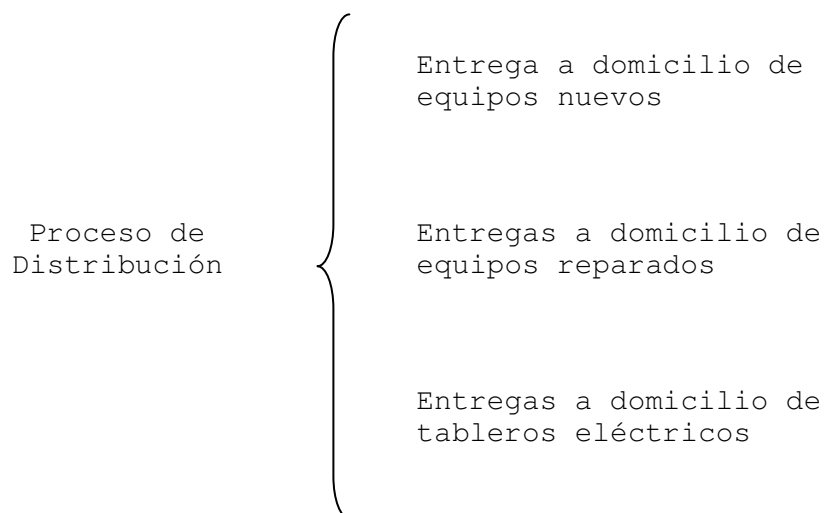 Entrega a domicilio de
equipos nuevos
Proceso de
Distribución
Entregas a domicilio de
equipos reparados
Entregas a domicilio de
tableros eléctricos